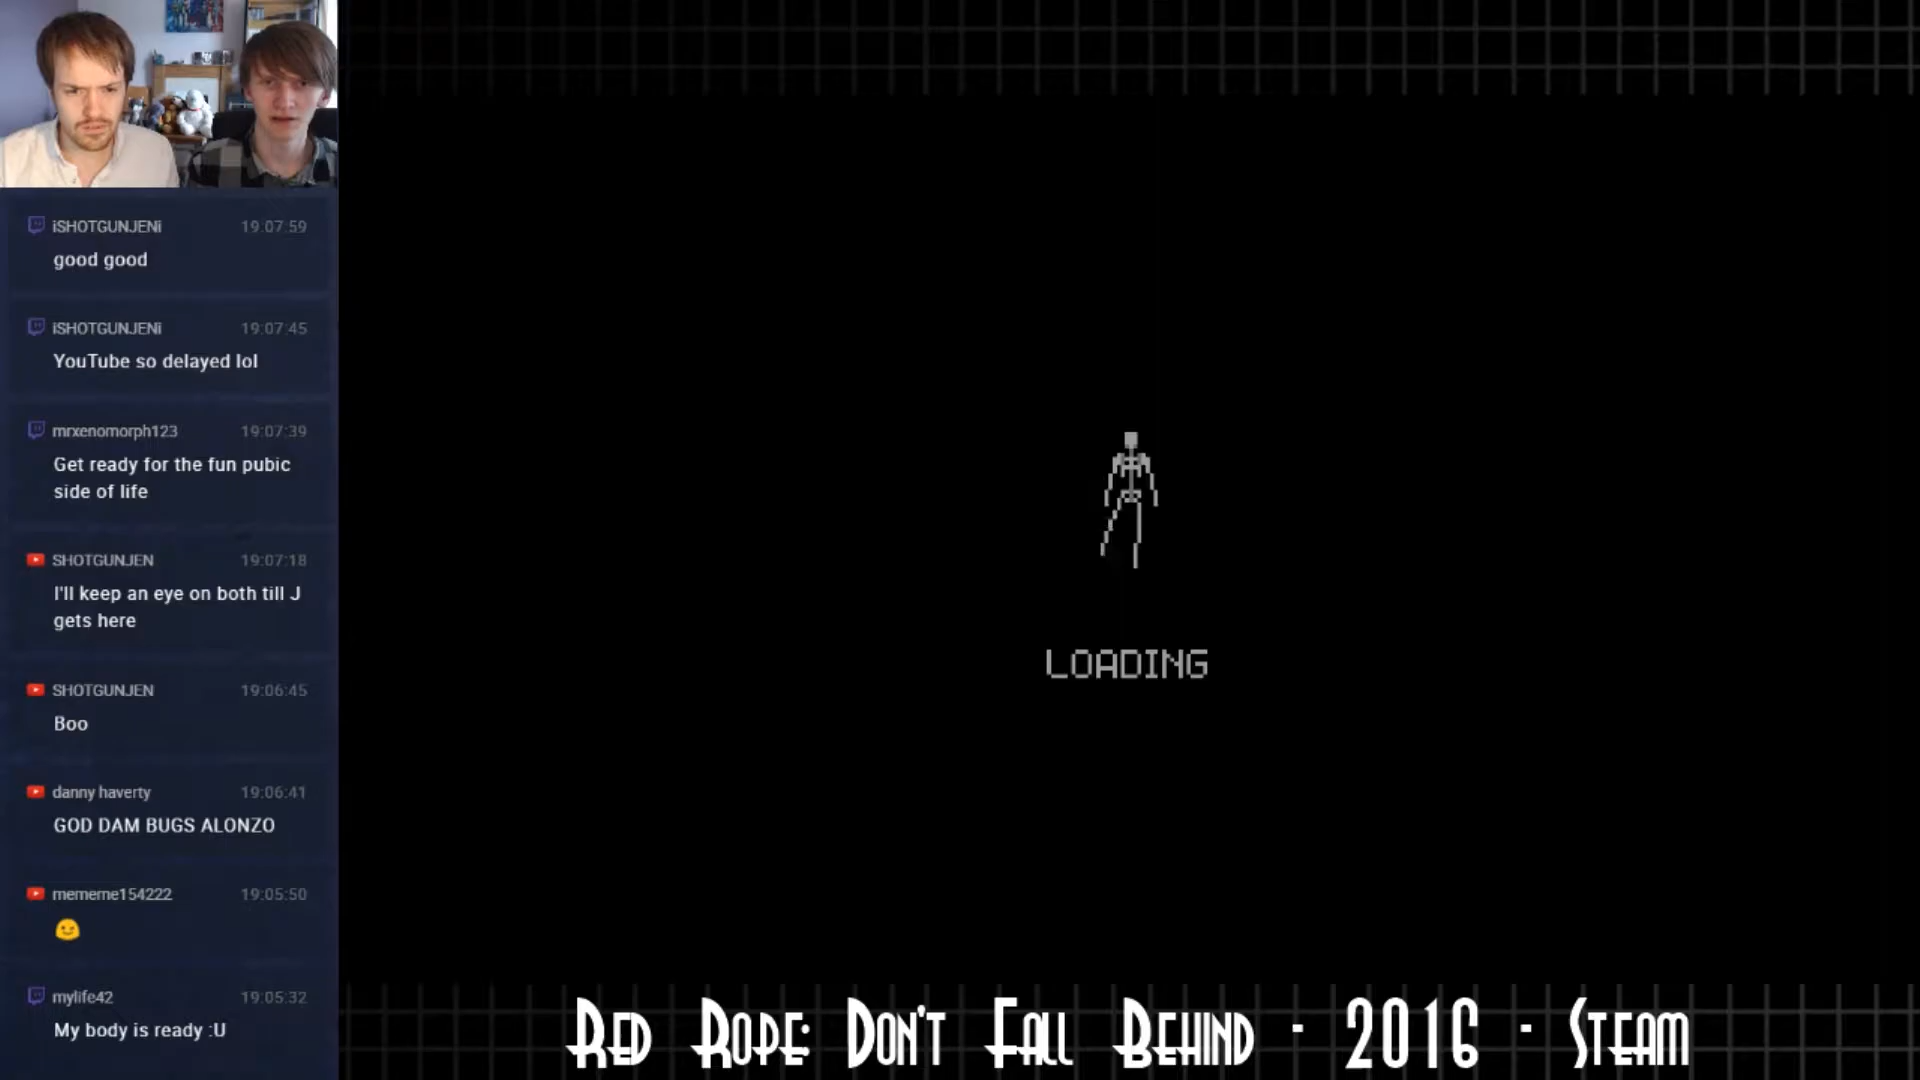 iSHOTGUNJENi 19:07:59
good good
iSHOTGUNJENi 19:07:45
YouTube so delayed lol
mrxenomorph123 19:07:39
Get ready for the fun pubic
side of life
SHOTGUNJEN 19:07:18
I'll keep an eye on both till J
gets here
SHOTGUNJEN 19:06:45
Boo
danny haverty 19:06:41
GOD DAM BUGS ALONZO
mememe154222 19:05:50
mylife42 19:05:32
My body is ready :U
LOADING
RED ROPE: DON'T FALL BEHIND - 2016 - STEAM